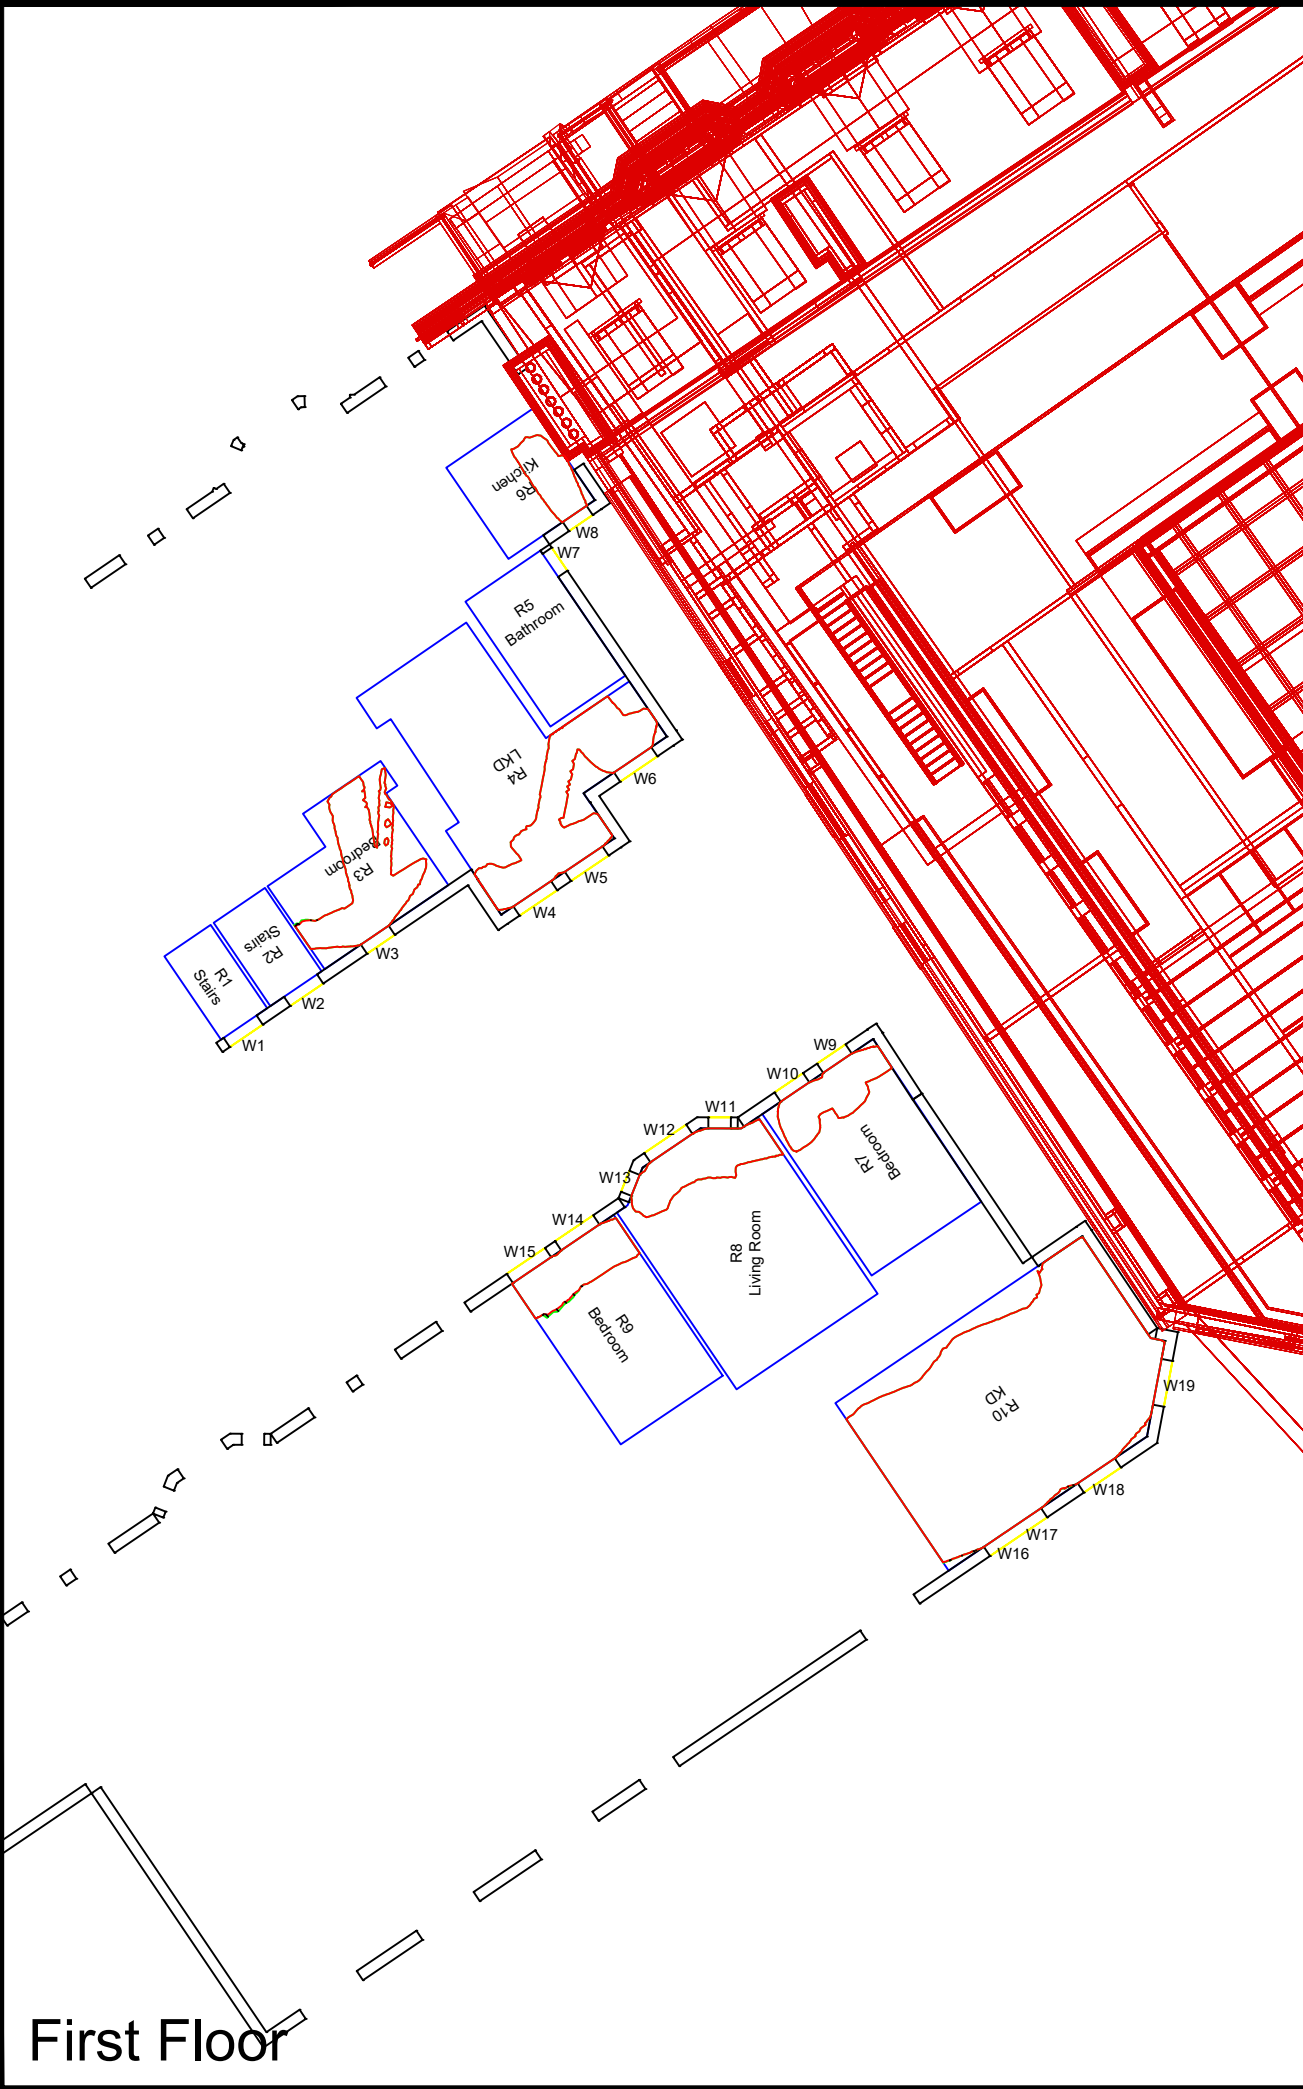 R6
Kitchen
W8
W7
R5
Bathroom
R4
LKD
W6
W5
W4
R3
Bedroom
W3
R2
Stairs
W2
R1
Stairs
W1
W9
W10
W11
W12
W13
W14
W15
R7
Bedroom
R8
Living Room
R9
Bedroom
R10
KD
W19
W18
W17
W16
First Floor